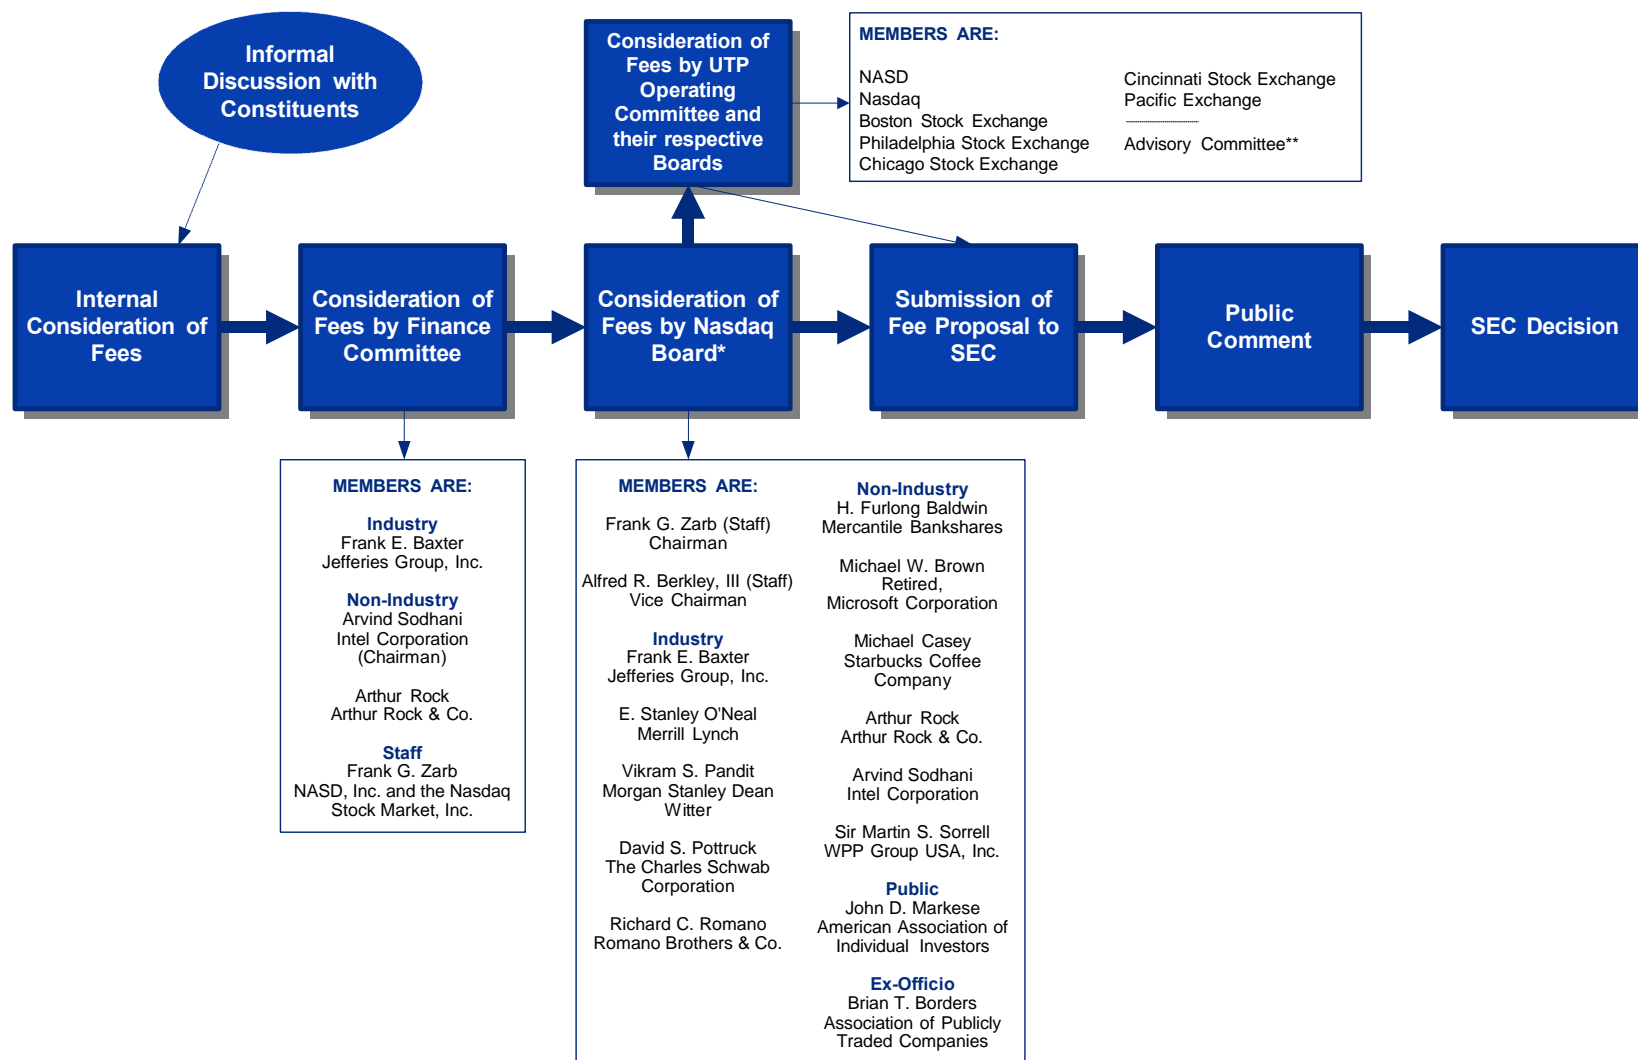 Informal
Discussion with
Constituents
Consideration of
Fees by UTP
Operating
Committee and
their respective
Boards
MEMBERS ARE:
NASD
Nasdaq
Boston Stock Exchange
Philadelphia Stock Exchange
Chicago Stock Exchange
Cincinnati Stock Exchange
Pacific Exchange
Advisory Committee**
Internal
Consideration of
Fees
Consideration of
Fees by Finance
Committee
Consideration of
Fees by Nasdaq
Board*
Submission of
Fee Proposal to
SEC
Public
Comment
SEC Decision
MEMBERS ARE:
Industry
Frank E. Baxter
Jefferies Group, Inc.
Non-Industry
Arvind Sodhani
Intel Corporation
(Chairman)
Arthur Rock
Arthur Rock & Co.
Staff
Frank G. Zarb
NASD, Inc. and the Nasdaq
Stock Market, Inc.
MEMBERS ARE:
Frank G. Zarb (Staff)
Chairman
Alfred R. Berkley, III (Staff)
Vice Chairman
Industry
Frank E. Baxter
Jefferies Group, Inc.
E. Stanley O'Neal
Merrill Lynch
Vikram S. Pandit
Morgan Stanley Dean
Witter
David S. Pottruck
The Charles Schwab
Corporation
Richard C. Romano
Romano Brothers & Co.
Non-Industry
H. Furlong Baldwin
Mercantile Bankshares
Michael W. Brown
Retired,
Microsoft Corporation
Michael Casey
Starbucks Coffee
Company
Arthur Rock
Arthur Rock & Co.
Arvind Sodhani
Intel Corporation
Sir Martin S. Sorrell
WPP Group USA, Inc.
Public
John D. Markese
American Association of
Individual Investors
Ex-Officio
Brian T. Borders
Association of Publicly
Traded Companies